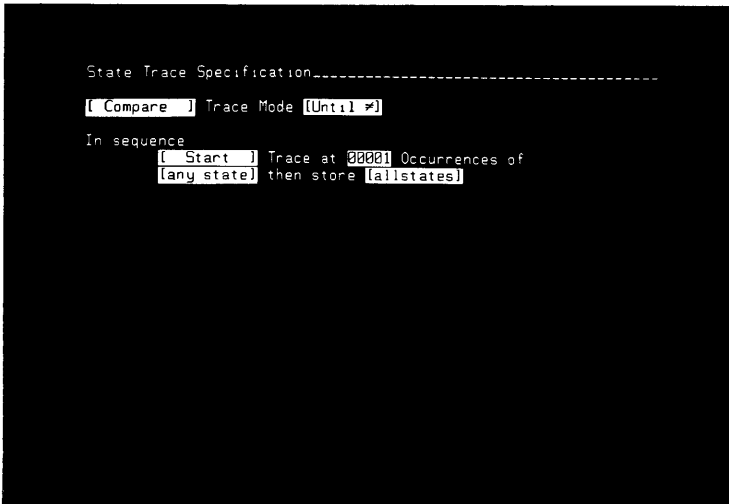 State Trace Specification
[ Compare ] Trace Mode [Until ≠]
In sequence
[ Start ] Trace at 00001 Occurrences of
[any state] then store [allstates]